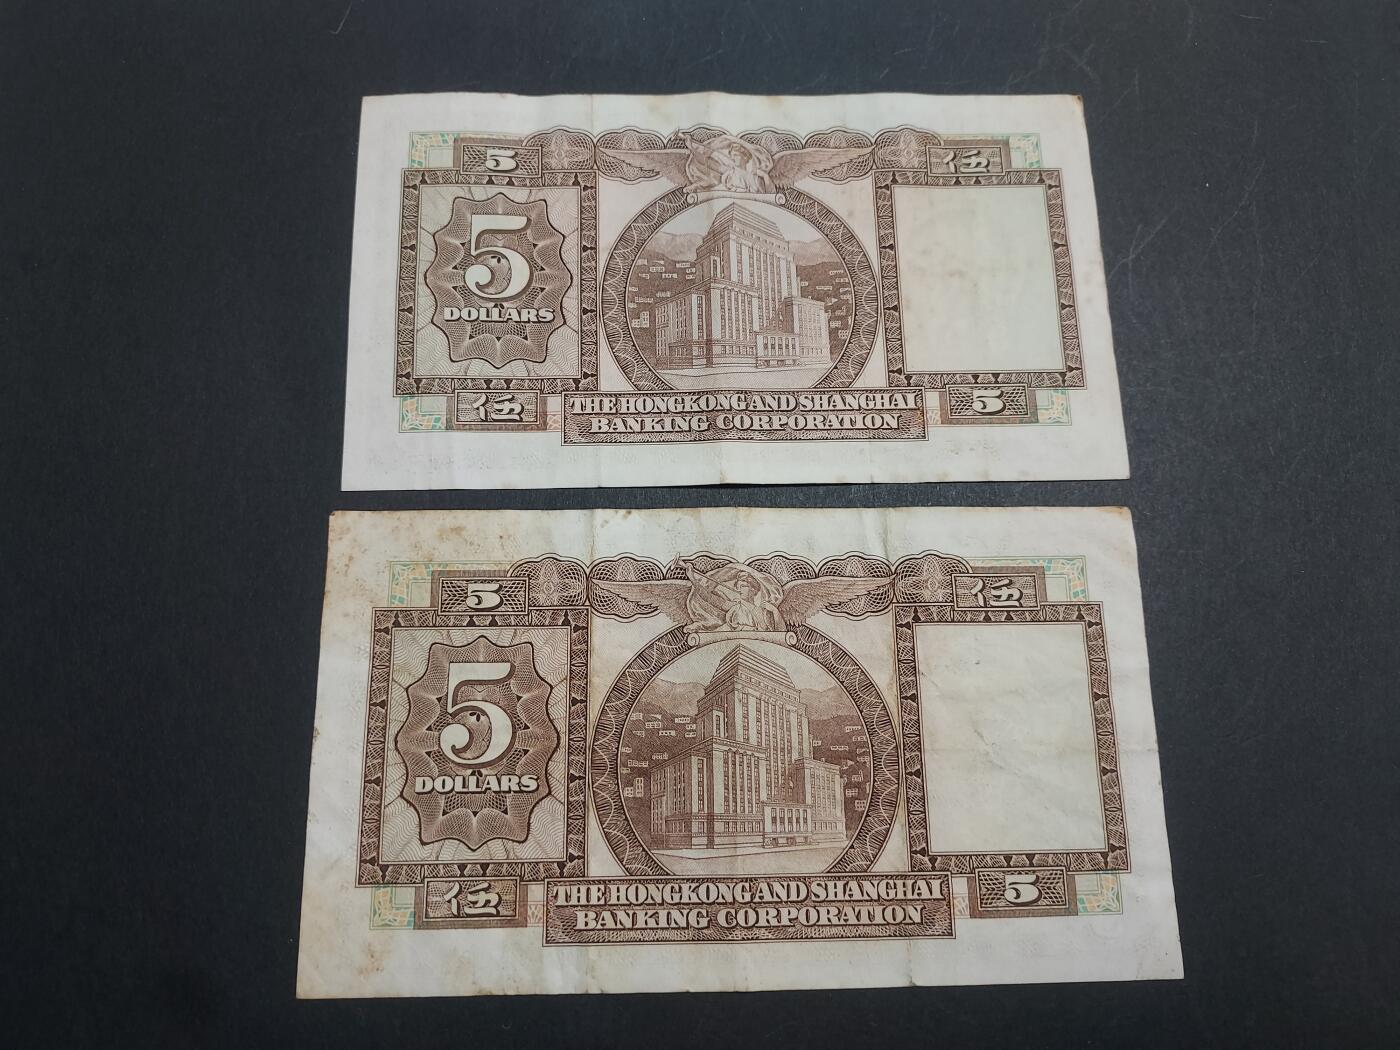 5
伍
5
DOLLARS
伍
THE HONGKONG AND SHANGHAI
BANKING CORPORATION
5
5
伍
5
DOLLARS
伍
THE HONGKONG AND SHANGHAI
BANKING CORPORATION
5